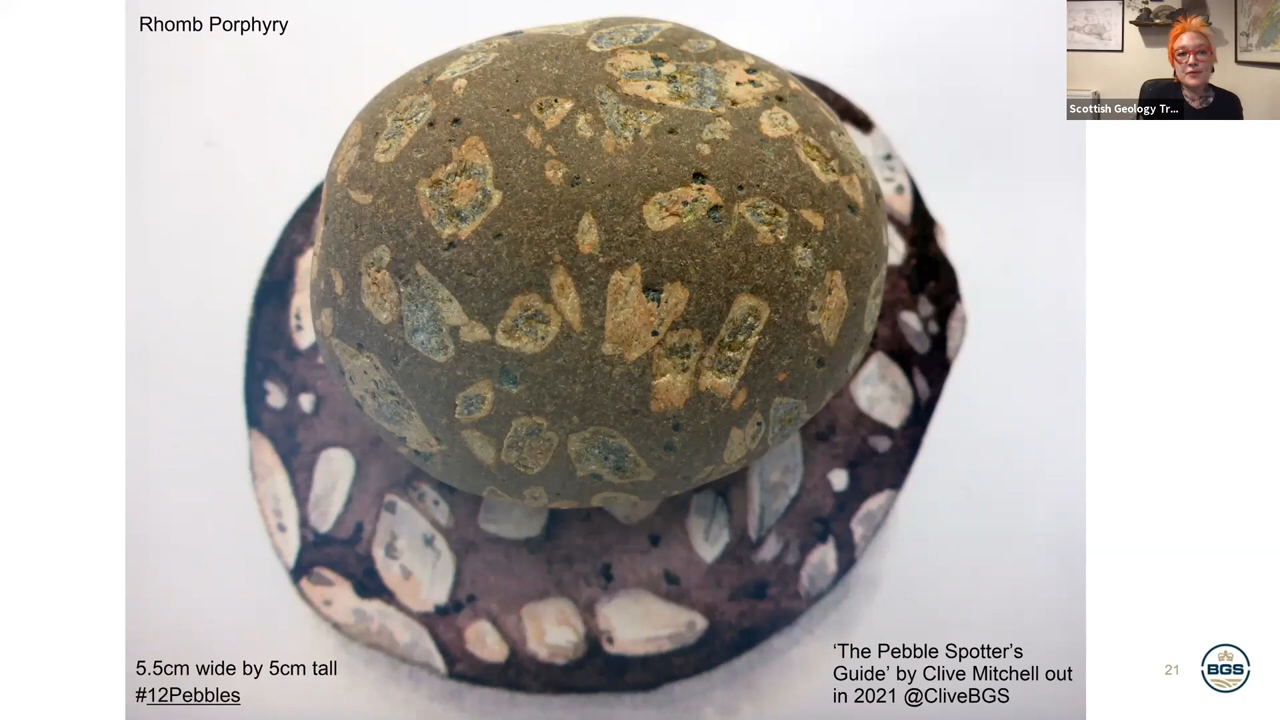 Rhomb Porphyry
Scottish Geology Tr...
5.5cm wide by 5cm tall
#12Pebbles
‘The Pebble Spotter’s
Guide’ by Clive Mitchell out
in 2021 @CliveBGS
21
BGS